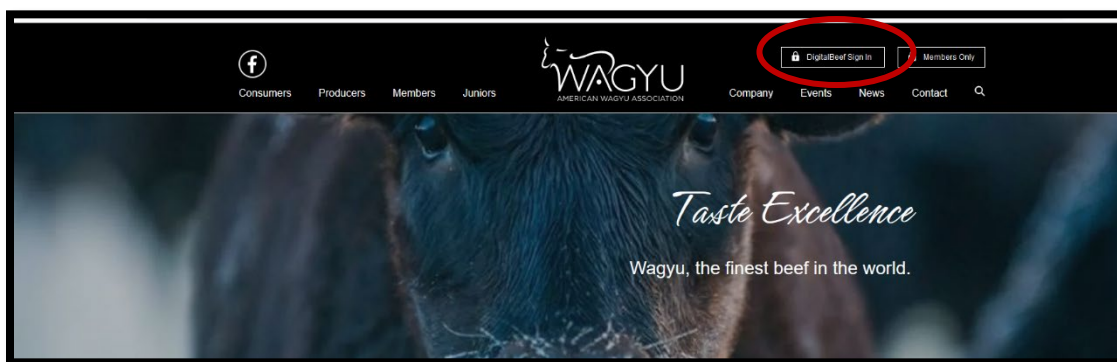 DigitalBeef Sign In
Members Only
WAGYU
AMERICAN WAGYU ASSOCIATION
Consumers Producers Members Juniors
Company Events News Contact
Taste Excellence
Wagyu, the finest beef in the world.